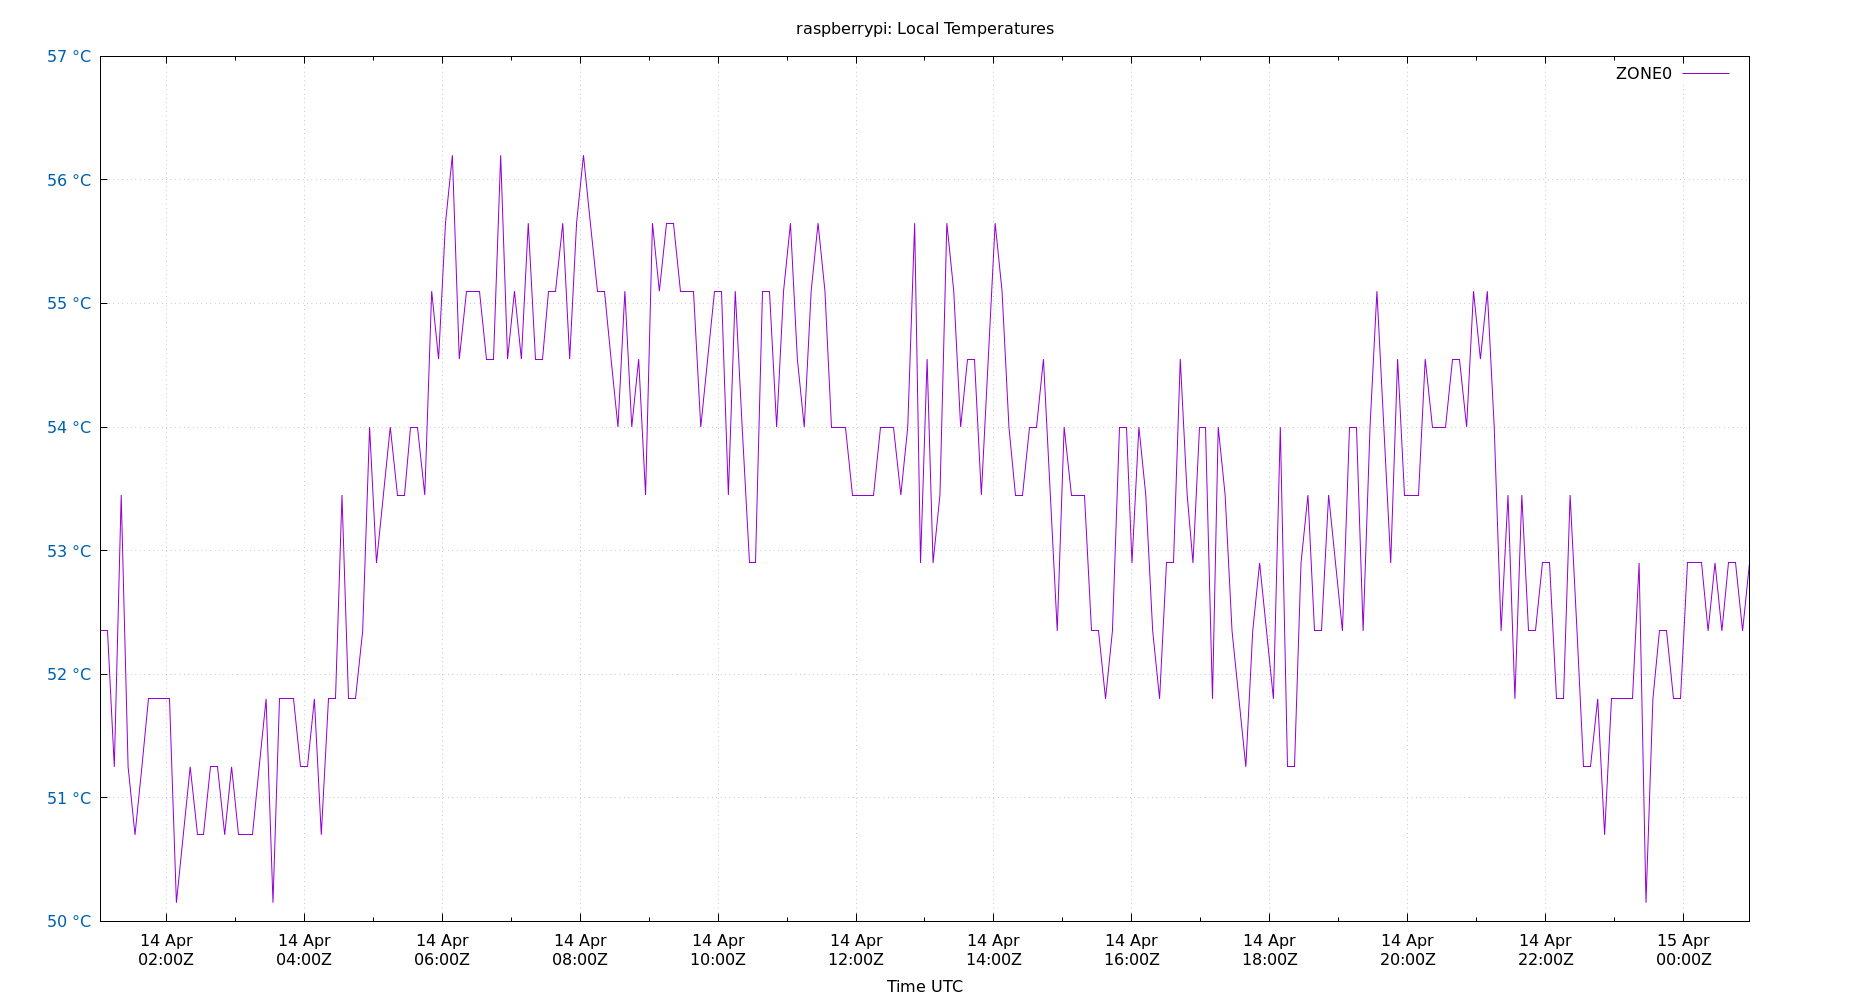 raspberrypi: Local Temperatures
57 °C
ZONE0
56 °C
55 °C
54 °C
53 °C
52 °C
51 °C
50 °C
14 Apr 14 Apr 14 Apr 14 Apr 14 Apr 14 Apr 14 Apr 14 Apr 14 Apr 14 Apr 14 Apr 15 Apr
02:00Z 04:00Z 06:00Z 08:00Z 10:00Z 12:00Z 14:00Z 16:00Z 18:00Z 20:00Z 22:00Z 00:00Z
Time UTC